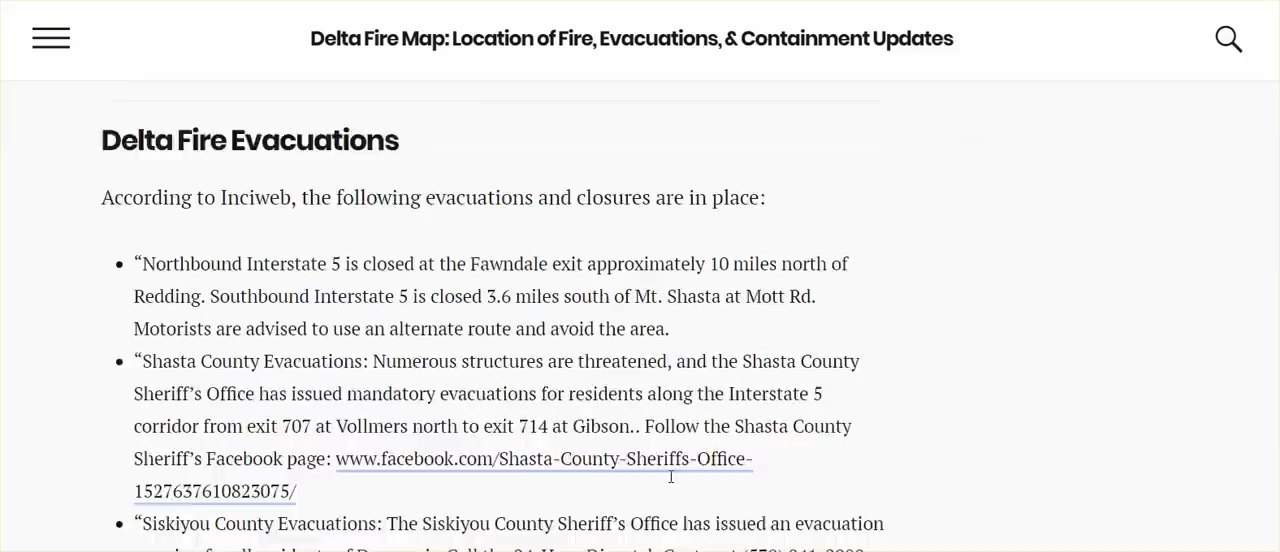 Delta Fire Map: Location of Fire, Evacuations, & Containment Updates
Delta Fire Evacuations
According to Inciweb, the following evacuations and closures are in place:
• “Northbound Interstate 5 is closed at the Fawndale exit approximately 10 miles north of
Redding. Southbound Interstate 5 is closed 3.6 miles south of Mt. Shasta at Mott Rd.
Motorists are advised to use an alternate route and avoid the area.
• “Shasta County Evacuations: Numerous structures are threatened, and the Shasta County
Sheriff’s Office has issued mandatory evacuations for residents along the Interstate 5
corridor from exit 707 at Vollmers north to exit 714 at Gibson.. Follow the Shasta County
Sheriff’s Facebook page: www.facebook.com/Shasta-County-Sheriffs-Office-
1527637610823075/
• “Siskiyou County Evacuations: The Siskiyou County Sheriff’s Office has issued an evacuation